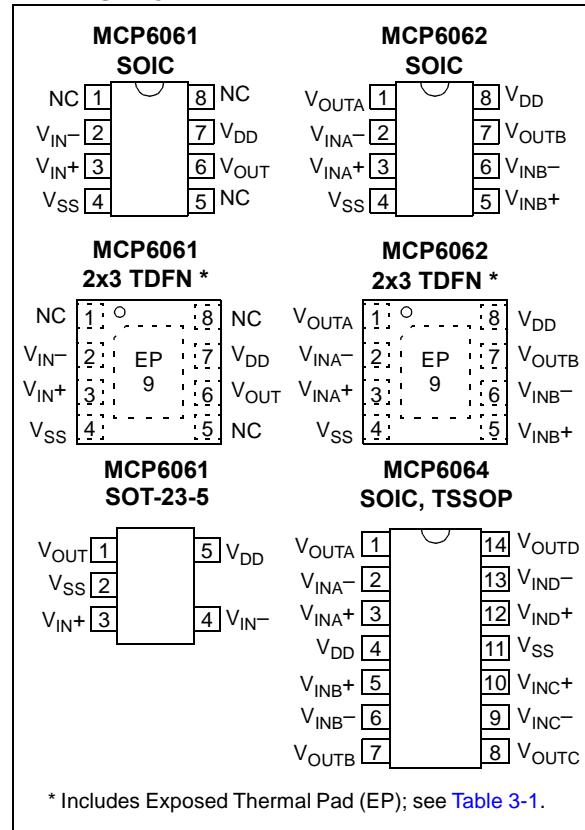 MCP6061
SOIC
NC 1 8 NC
VIN– 2 7 VDD
VIN+ 3 6 VOUT
VSS 4 5 NC
MCP6062
SOIC
VOUTA 1 8 VDD
VINA– 2 7 VOUTB
VINA+ 3 6 VINB–
VSS 4 5 VINB+
MCP6061
2x3 TDFN *
NC 1 8 NC
VIN– 2 EP 7 VDD
VIN+ 3 9 6 VOUT
VSS 4 5 NC
MCP6062
2x3 TDFN *
VOUTA 1 8 VDD
VINA– 2 EP 7 VOUTB
VINA+ 3 9 6 VINB–
VSS 4 5 VINB+
MCP6061
SOT-23-5
VOUT 1 5 VDD
VSS 2
VIN+ 3 4 VIN–
MCP6064
SOIC, TSSOP
VOUTA 1 14 VOUTD
VINA– 2 13 VIND–
VINA+ 3 12 VIND+
VDD 4 11 VSS
VINB+ 5 10 VINC+
VINB– 6 9 VINC–
VOUTB 7 8 VOUTC
* Includes Exposed Thermal Pad (EP); see Table 3-1.